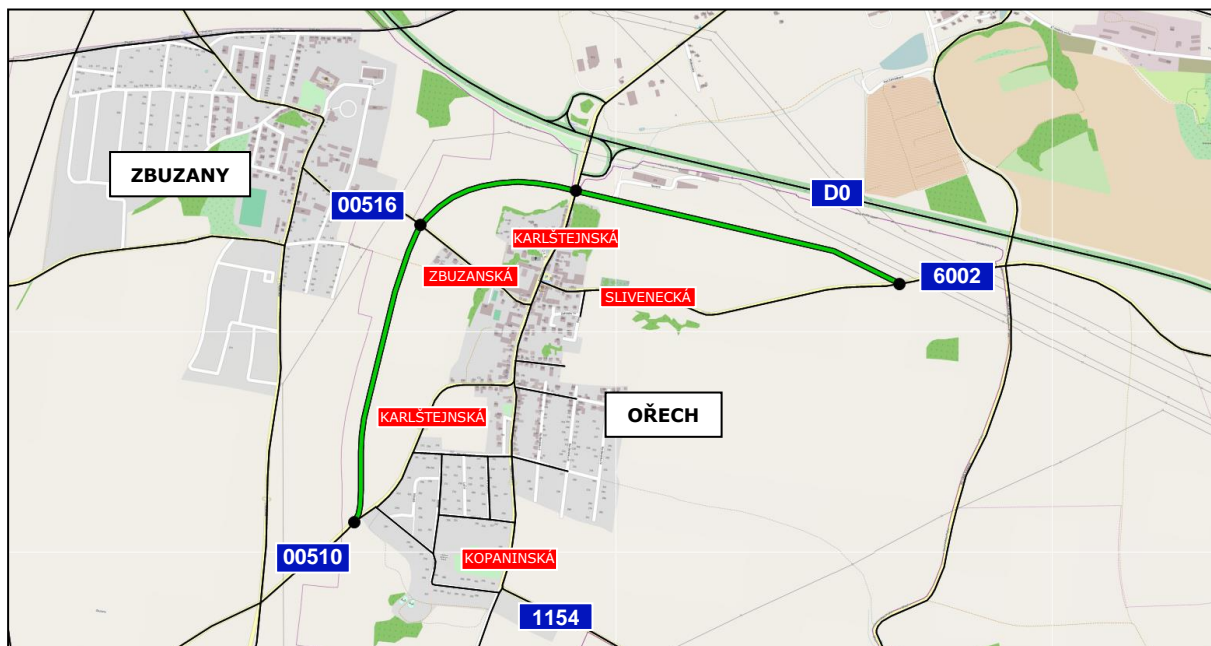 ZBUZANY
00516
D0
KARLŠTEJNSKÁ
ZBUZANSKÁ
6002
SLIVENECKÁ
KARLŠTEJNSKÁ
OŘECH
00510
KOPANINSKÁ
1154